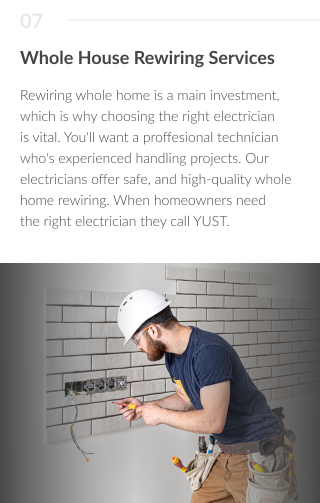 07
Whole House Rewiring Services
Rewiring whole home is a main investment,
which is why choosing the right electrician
is vital. You'll want a proffesional technician
who's experienced handling projects. Our
electricians offer safe, and high-quality whole
home rewiring. When homeowners need
the right electrician they call YUST.